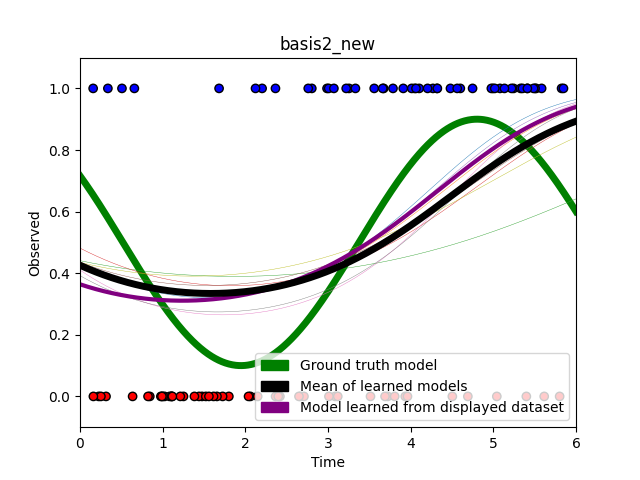 basis2_new
Observed
1.0
0.8
0.6
0.4
0.2
0.0
Ground truth model
Mean of learned models
Model learned from displayed dataset
0 1 2 3 4 5 6
Time